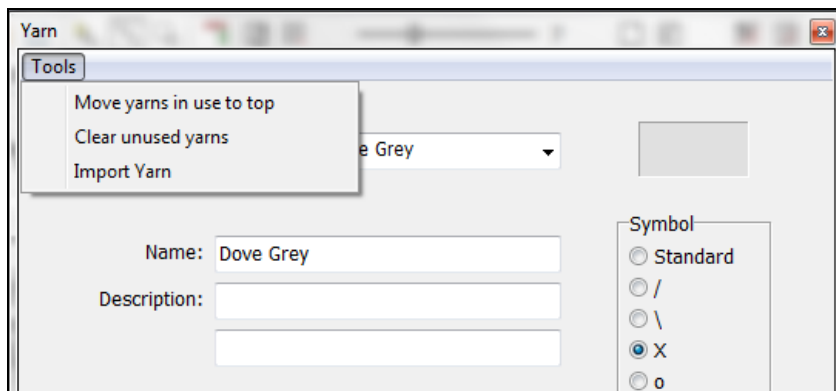 Yarn
Tools
Move yarns in use to top
Clear unused yarns
Import Yarn
e Grey
Name: Dove Grey
Description:
Symbol
Standard
/
\
X
o